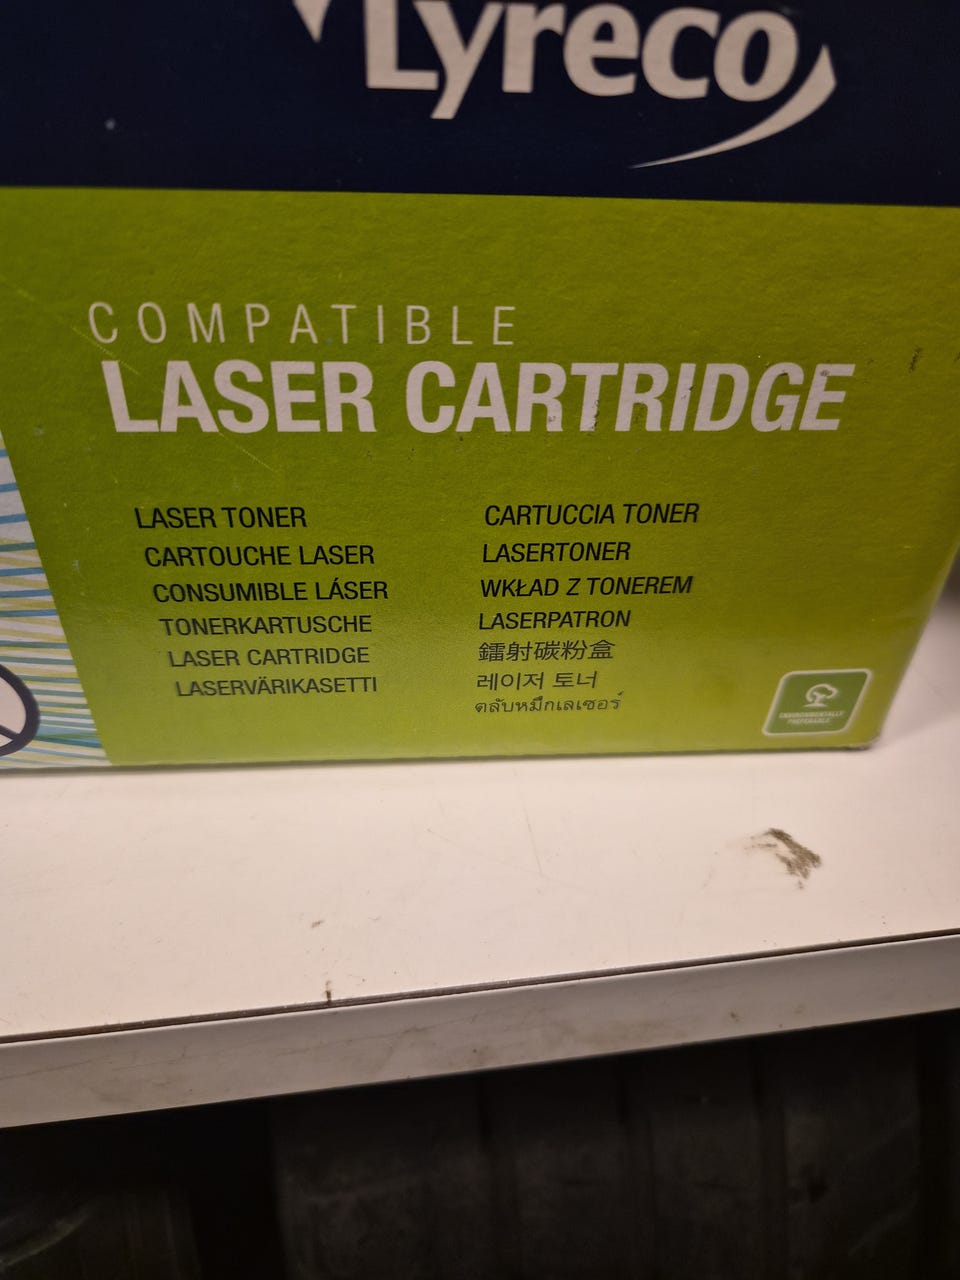 Lyreco
COMPATIBLE
LASER CARTRIDGE
LASER TONER
CARTOUCHE LASER
CONSUMIBLE LÁSER
TONERKARTUSCHE
LASER CARTRIDGE
LASERVÄRIKASETTI
CARTUCCIA TONER
LASERTONER
WKŁAD Z TONEREM
LASERPATRON
鐳射碳粉盒
레이저 토너
ตลับหมึกเลเซอร์
ENVIRONMENTALLY
PREFERABLE